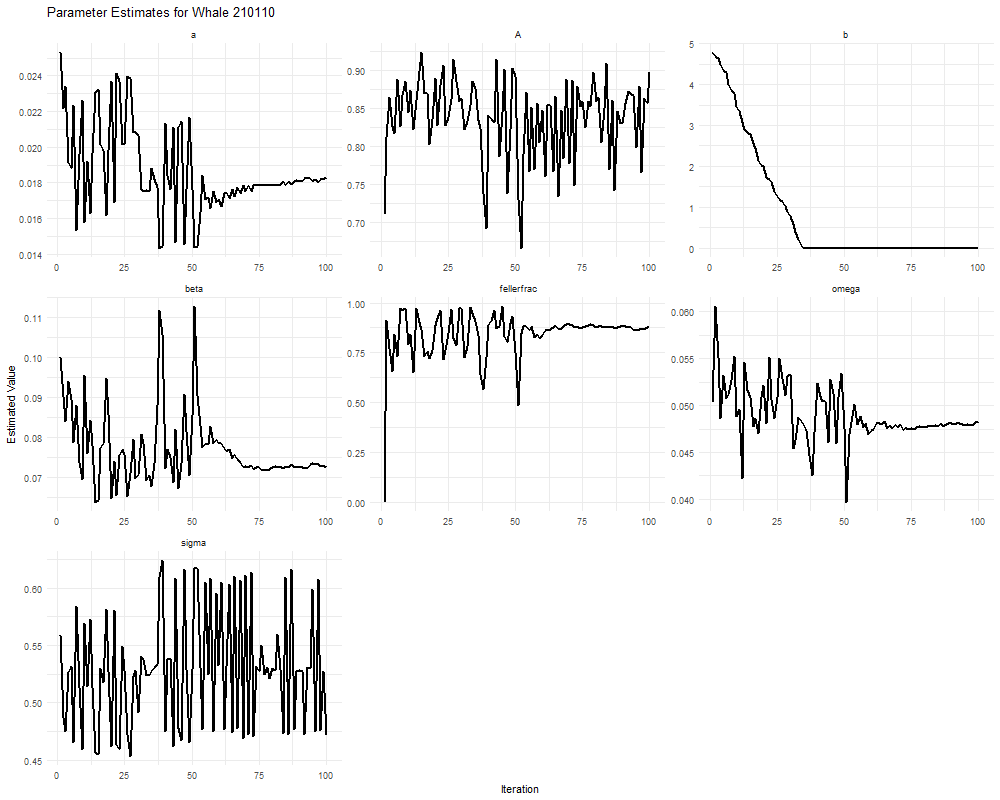 Parameter Estimates for Whale 210110
a
A
b
0.024
0.022
0.020
0.018
0.016
0.014
0 25 50 75 100
0.90
0.85
0.80
0.75
0.70
0 25 50 75 100
5
4
3
2
1
0
0 25 50 75 100
beta
fellerfrac
omega
0.11
0.10
0.09
0.08
0.07
0 25 50 75 100
1.00
0.75
0.50
0.25
0.00
0 25 50 75 100
0.060
0.055
0.050
0.045
0.040
0 25 50 75 100
Estimated Value
sigma
0.60
0.55
0.50
0.45
0 25 50 75 100
Iteration